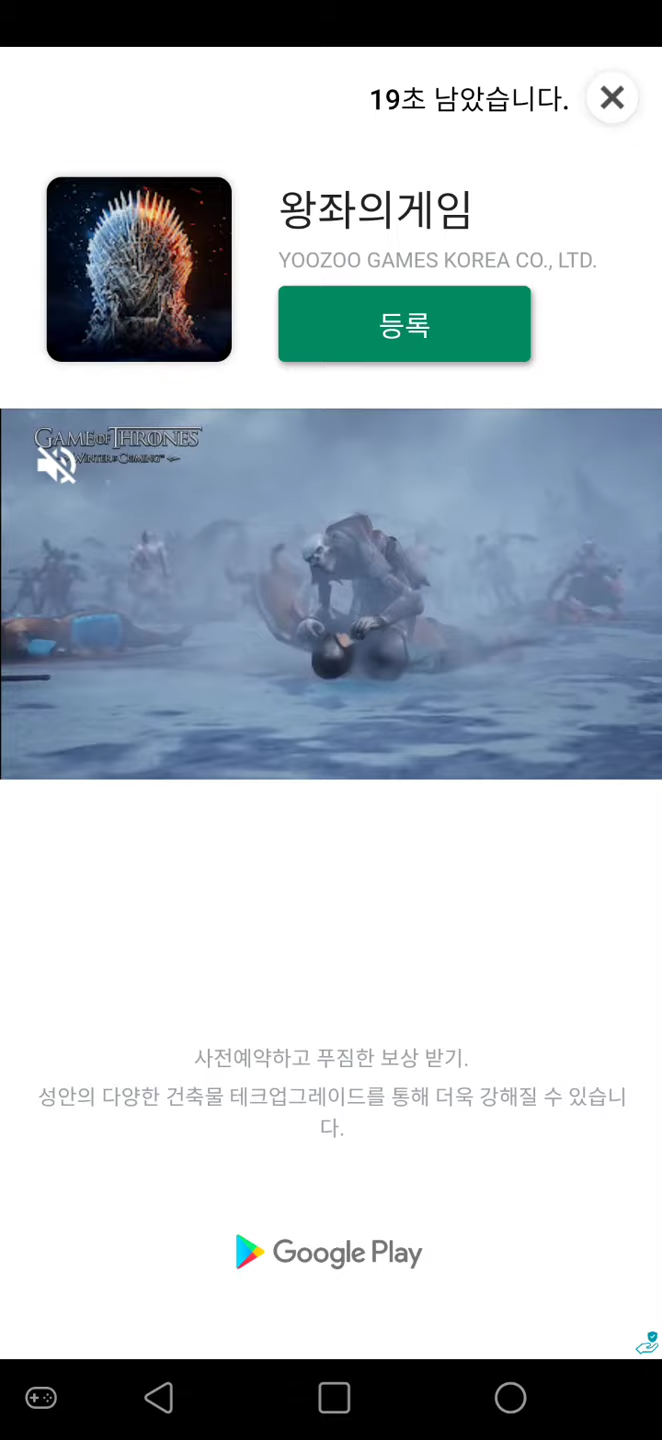 19초 남았습니다.
왕좌의게임
YOOZOO GAMES KOREA CO., LTD.
등록
GAME OF THRONES
WINTER IS COMING™
사전예약하고 푸짐한 보상 받기.
성안의 다양한 건축물 테크업그레이드를 통해 더욱 강해질 수 있습니
다.
Google Play